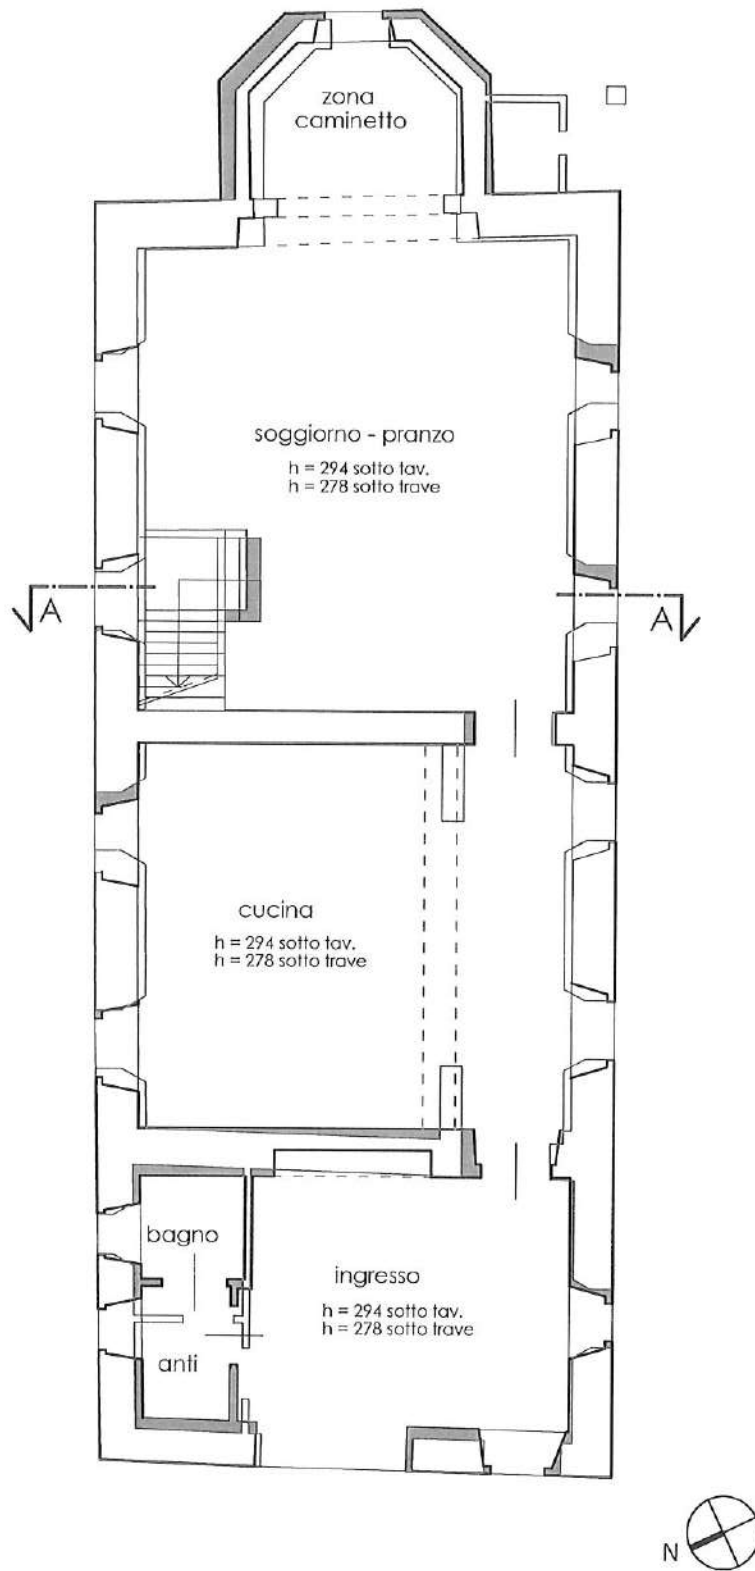 zona
caminetto
soggiorno - pranzo
h = 294 sotto tav.
h = 278 sotto trave
A
A
cucina
h = 294 sotto tav.
h = 278 sotto trave
bagno
ingresso
h = 294 sotto tav.
h = 278 sotto trave
anti
N